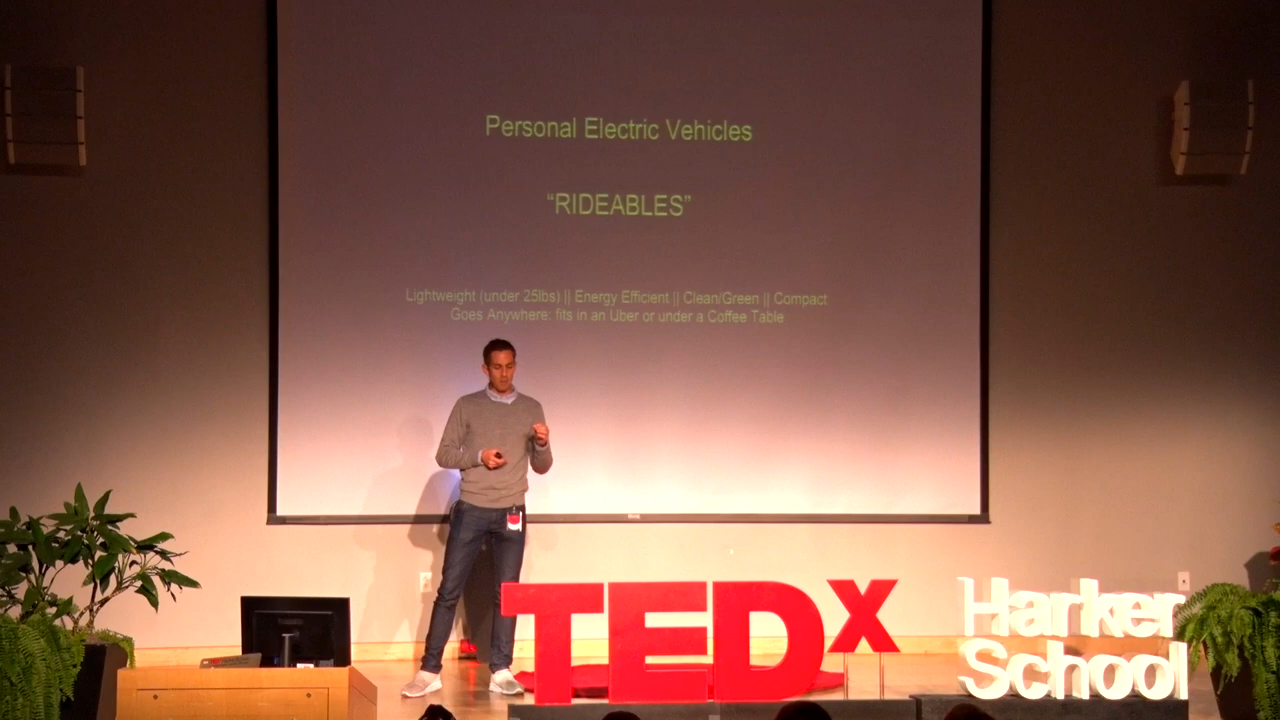 Personal Electric Vehicles
“RIDEABLES”
Lightweight (under 25lbs) || Energy Efficient || Clean/Green || Compact
Goes Anywhere: fits in an Uber or under a Coffee Table
TEDx
Harker
School